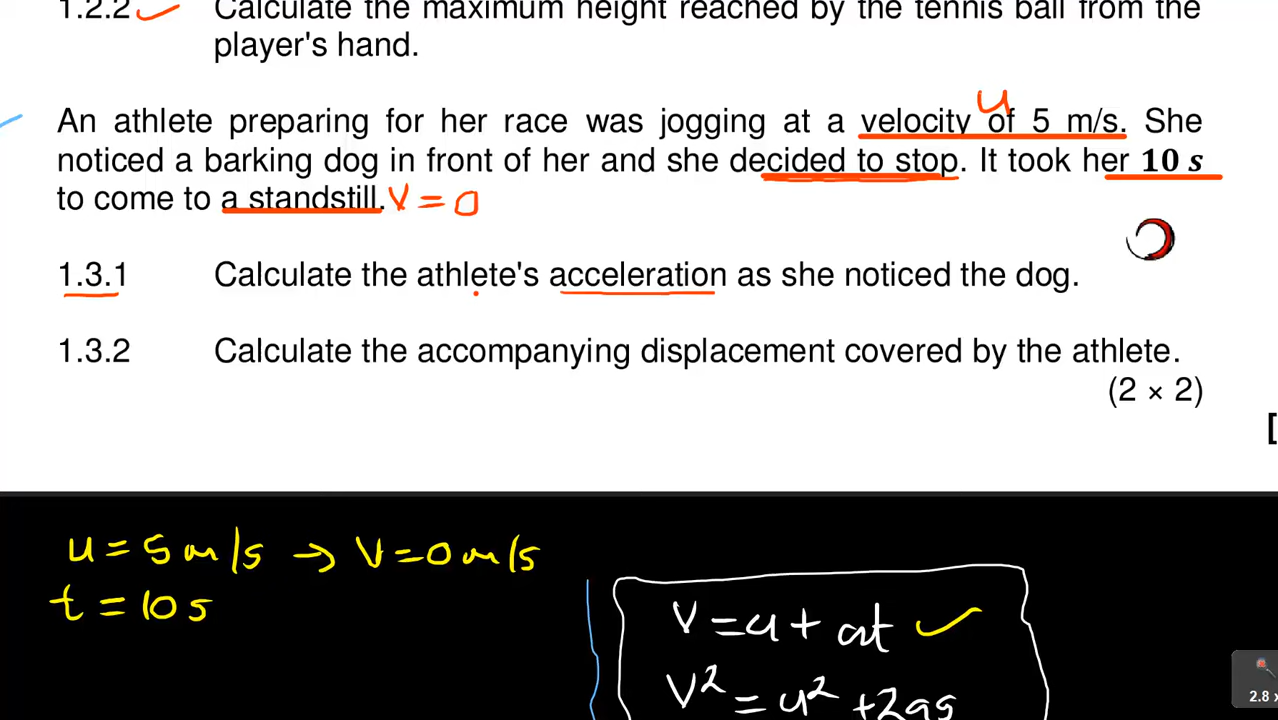 1.2.2 Calculate the maximum height reached by the tennis ball from the
player's hand.
u
An athlete preparing for her race was jogging at a velocity of 5 m/s. She
noticed a barking dog in front of her and she decided to stop. It took her 10 s
to come to a standstill. V = 0
1.3.1 Calculate the athlete's acceleration as she noticed the dog.
1.3.2 Calculate the accompanying displacement covered by the athlete.
(2 × 2)
[
u = 5 m/s → V = 0 m/s
t = 10 s
V = u + at
V² = u² + 2as
2.8 x